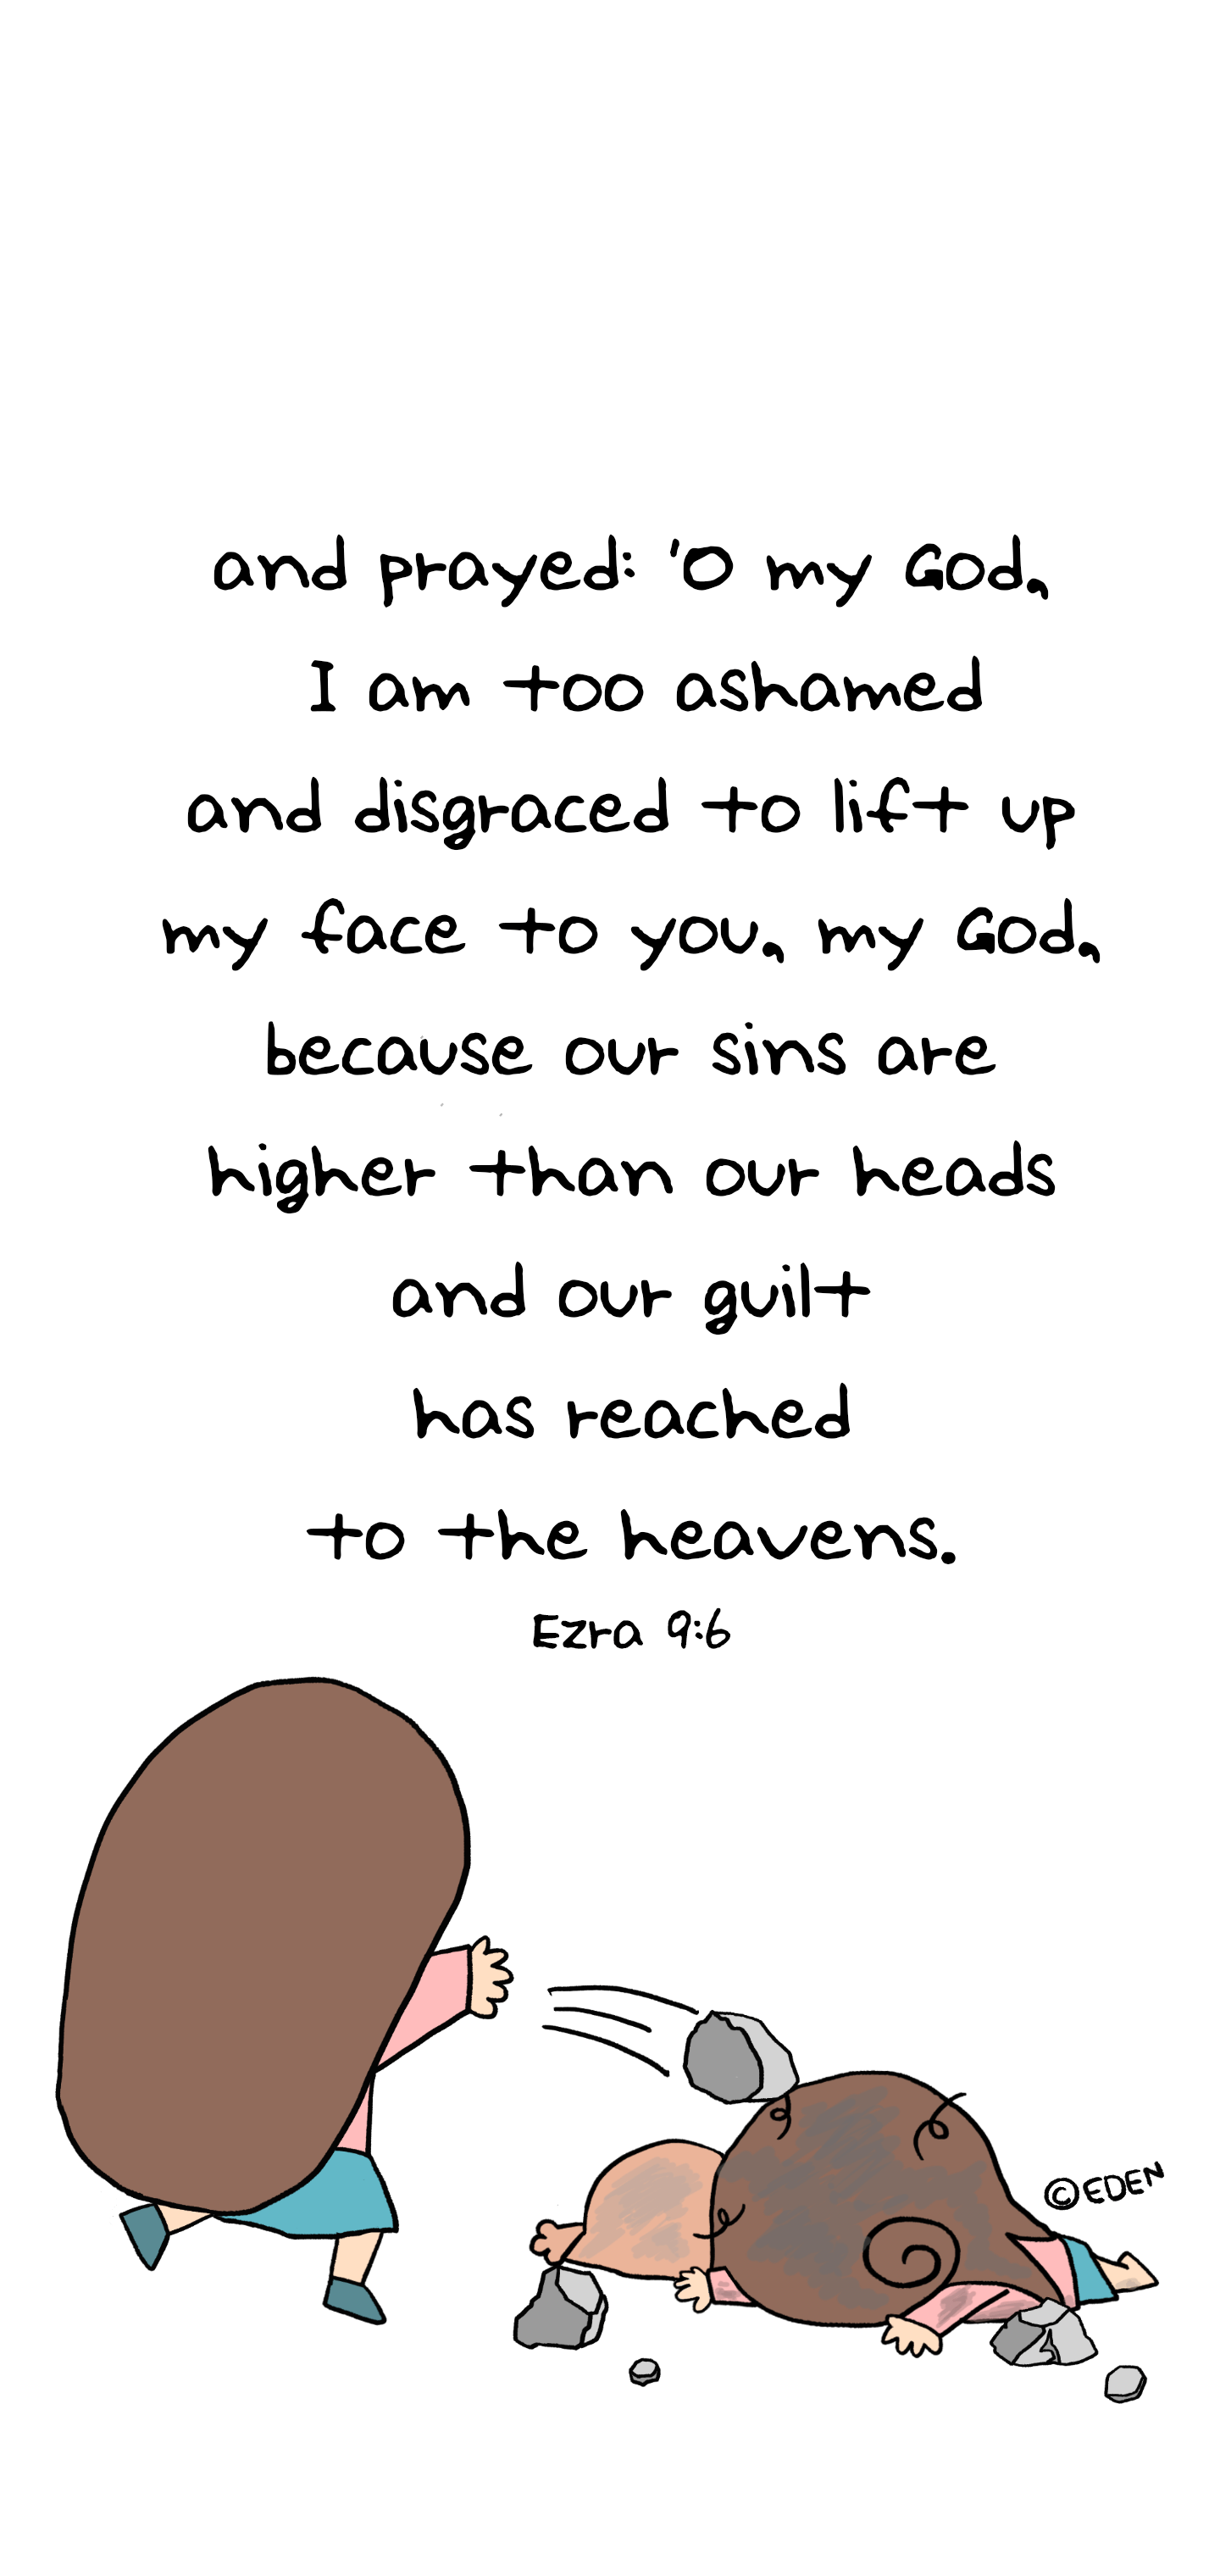 and prayed: 'O my God,
I am too ashamed
and disgraced to lift up
my face to you, my God,
because our sins are
higher than our heads
and our guilt
has reached
to the heavens.
Ezra 9:6
©EDEN